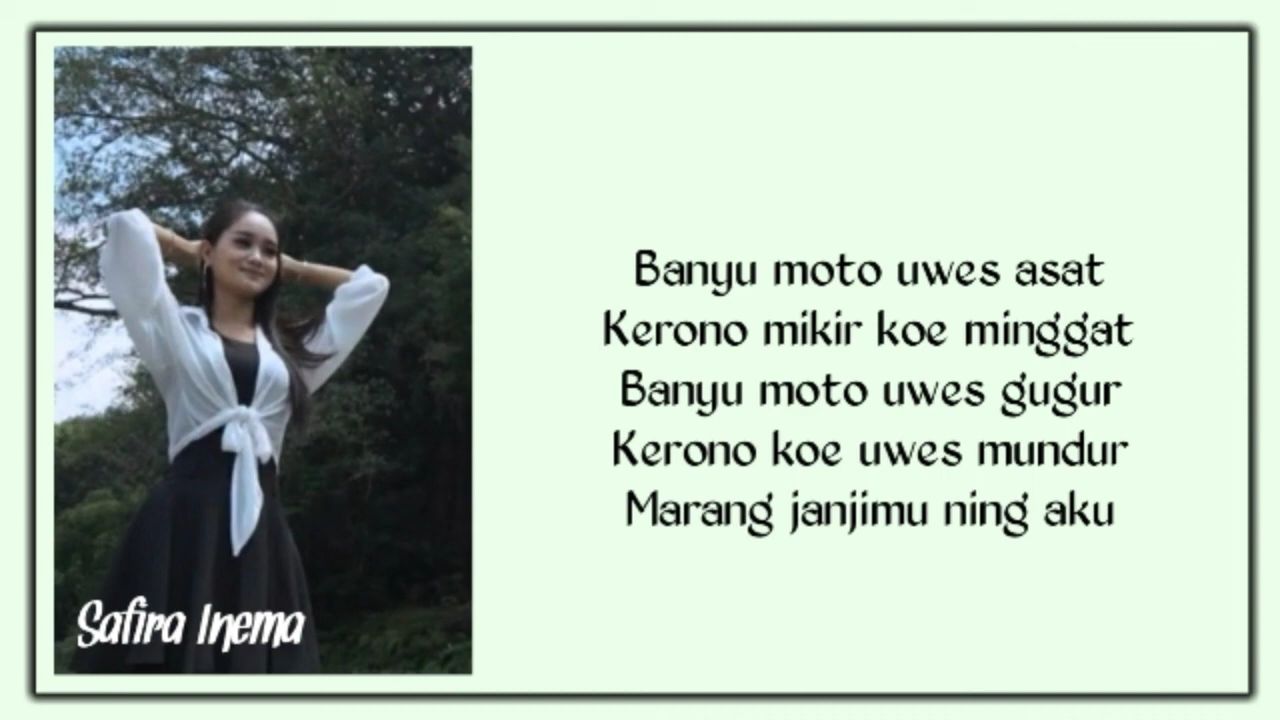 Safira Inema
Banyu moto uwes asat
Kerono mikir koe minggat
Banyu moto uwes gugur
Kerono koe uwes mundur
Marang janjimu ning aku